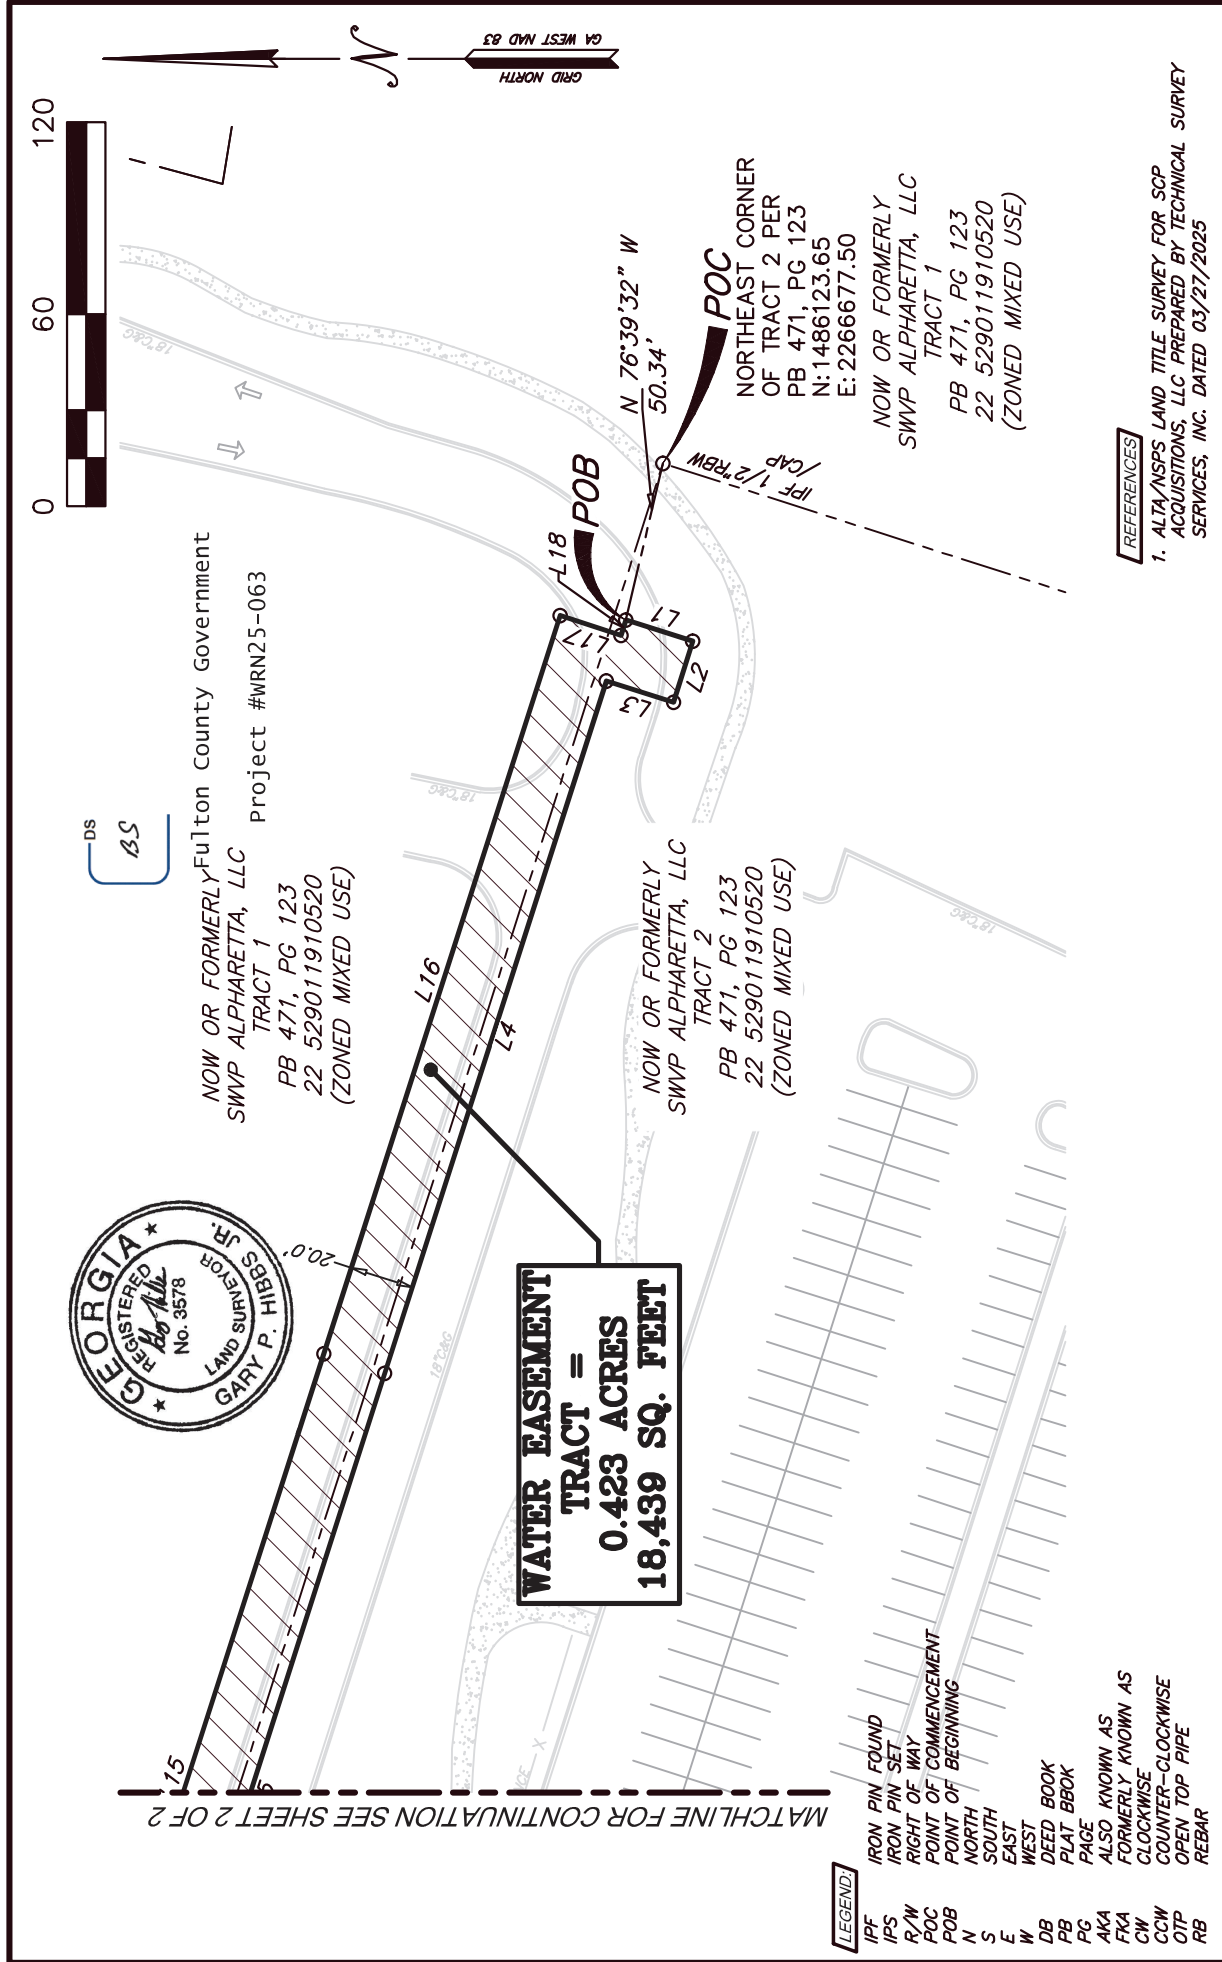 0 60 120
GRID NORTH
GA WEST NAD 83
N
DS
BS
Fulton County Government
Project #WRN25-063
NOW OR FORMERLY
SWVP ALPHARETTA, LLC
TRACT 1
PB 471, PG 123
22 529011910520
(ZONED MIXED USE)
GEORGIA
REGISTERED
No. 3578
LAND SURVEYOR
GARY P. HIBBS JR.
20.0'
L16
L4
L17
L18
L1
L2
L3
15
5
POB
N 76°39'32" W
50.34'
POC
NORTHEAST CORNER
OF TRACT 2 PER
PB 471, PG 123
N:1486123.65
E:2266677.50
IPF 1/2"RBW
/CAP
NOW OR FORMERLY
SWVP ALPHARETTA, LLC
TRACT 1
PB 471, PG 123
22 529011910520
(ZONED MIXED USE)
NOW OR FORMERLY
SWVP ALPHARETTA, LLC
TRACT 2
PB 471, PG 123
22 529011910520
(ZONED MIXED USE)
18"C&G
18"C&G
18"C&G
18"C&G
X
WATER EASEMENT
TRACT =
0.423 ACRES
18,439 SQ. FEET
MATCHLINE FOR CONTINUATION SEE SHEET 2 OF 2
LEGEND:
IPF IRON PIN FOUND
IPS IRON PIN SET
R/W RIGHT OF WAY
POC POINT OF COMMENCEMENT
POB POINT OF BEGINNING
N NORTH
S SOUTH
E EAST
W WEST
DB DEED BOOK
PB PLAT BBOK
PG PAGE
AKA ALSO KNOWN AS
FKA FORMERLY KNOWN AS
CW CLOCKWISE
CCW COUNTER-CLOCKWISE
OTP OPEN TOP PIPE
RB REBAR
REFERENCES
1. ALTA/NSPS LAND TITLE SURVEY FOR SCP
ACQUISITIONS, LLC PREPARED BY TECHNICAL SURVEY
SERVICES, INC. DATED 03/27/2025